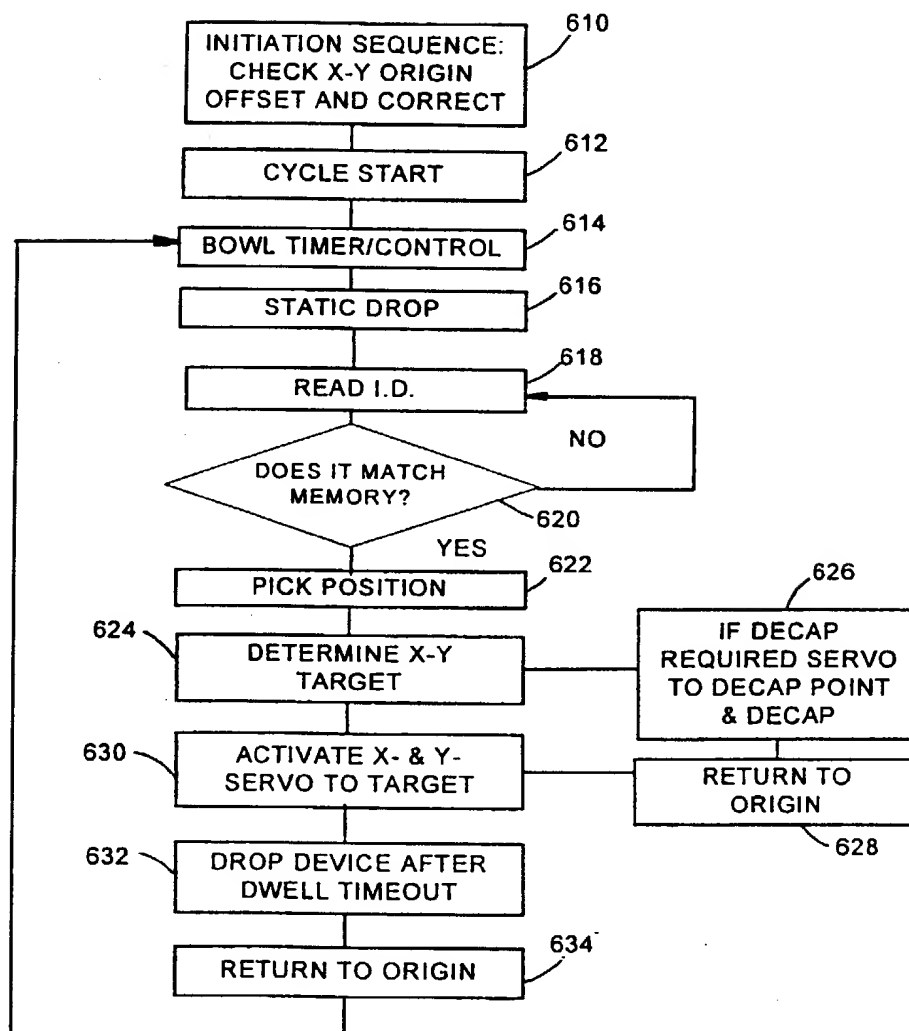 610
INITIATION SEQUENCE:
CHECK X-Y ORIGIN
OFFSET AND CORRECT
612
CYCLE START
BOWL TIMER/CONTROL
614
616
STATIC DROP
618
READ I.D.
NO
DOES IT MATCH
MEMORY?
620
YES
622
PICK POSITION
626
624
DETERMINE X-Y
TARGET
IF DECAP
REQUIRED SERVO
TO DECAP POINT
& DECAP
630
ACTIVATE X- & Y-
SERVO TO TARGET
RETURN TO
ORIGIN
628
632
DROP DEVICE AFTER
DWELL TIMEOUT
634
RETURN TO ORIGIN